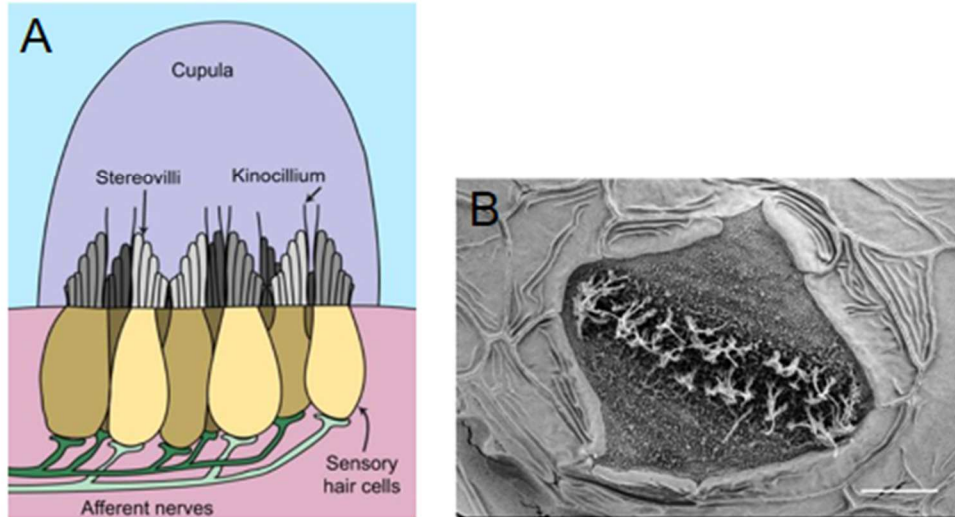 A
Cupula
Stereovilli
Kinocillium
Sensory
hair cells
Afferent nerves
B